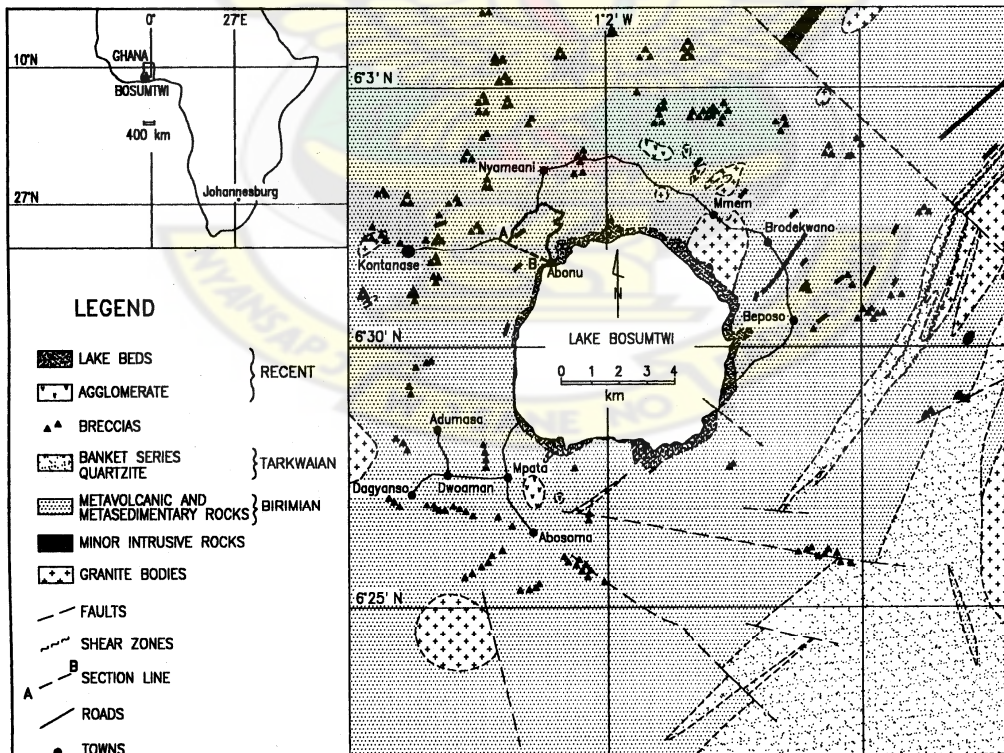 0°
27°E
10°N
GHANA
BOSUMTWI
400 km
Johannesburg
27°N
LEGEND
LAKE BEDS
AGGLOMERATE
RECENT
BRECCIAS
BANKET SERIES
QUARTZITE
TARKWAIAN
METAVOLCANIC AND
METASEDIMENTARY ROCKS
BIRIMIAN
MINOR INTRUSIVE ROCKS
GRANITE BODIES
FAULTS
SHEAR ZONES
A B
SECTION LINE
ROADS
TOWNS
1°2' W
6°3' N
Nyameani
Mmem
Brodekwano
A
Kontanase
B
Abonu
N
Beposo
6°30' N
LAKE BOSUMTWI
0 1 2 4
km
Adumasa
Mpata
Dagyanso
Dwoaman
Abosoma
6°25' N